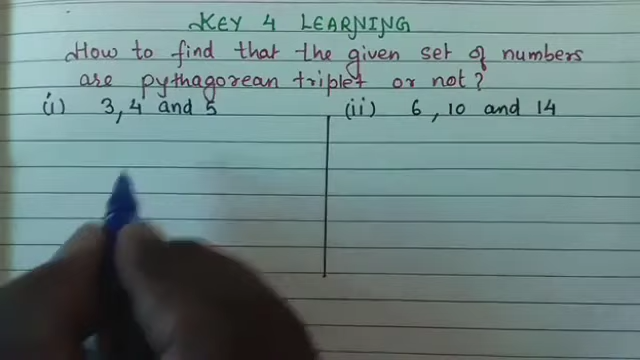 KEY 4 LEARNING
How to find that the given set of numbers
are pythagorean triplet or not?
(i) 3, 4 and 5 (ii) 6, 10 and 14